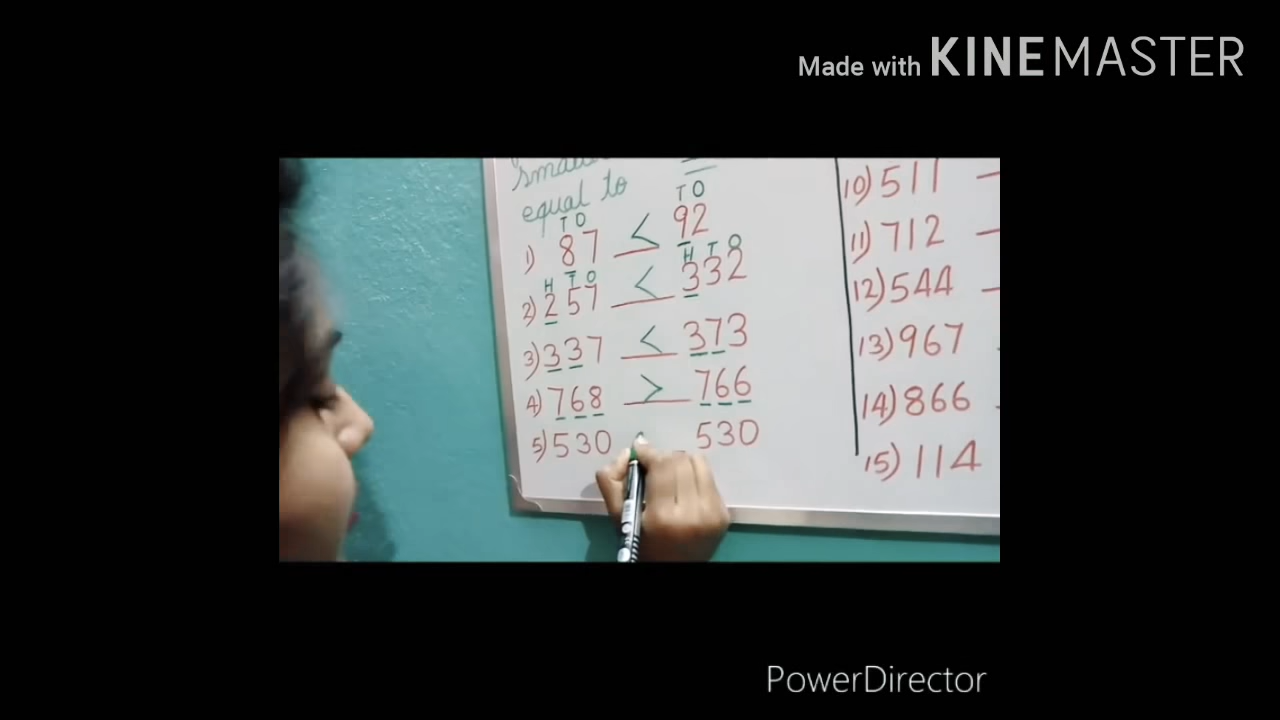 Made with KINEMASTER
equal to
T O T O
1) 87 < 92
H T O H T O
2) 257 < 332
3) 337 < 373
4) 768 > 766
5) 530 530
10) 511 -
11) 712 -
12) 544 -
13) 967 -
14) 866 -
15) 114
PowerDirector